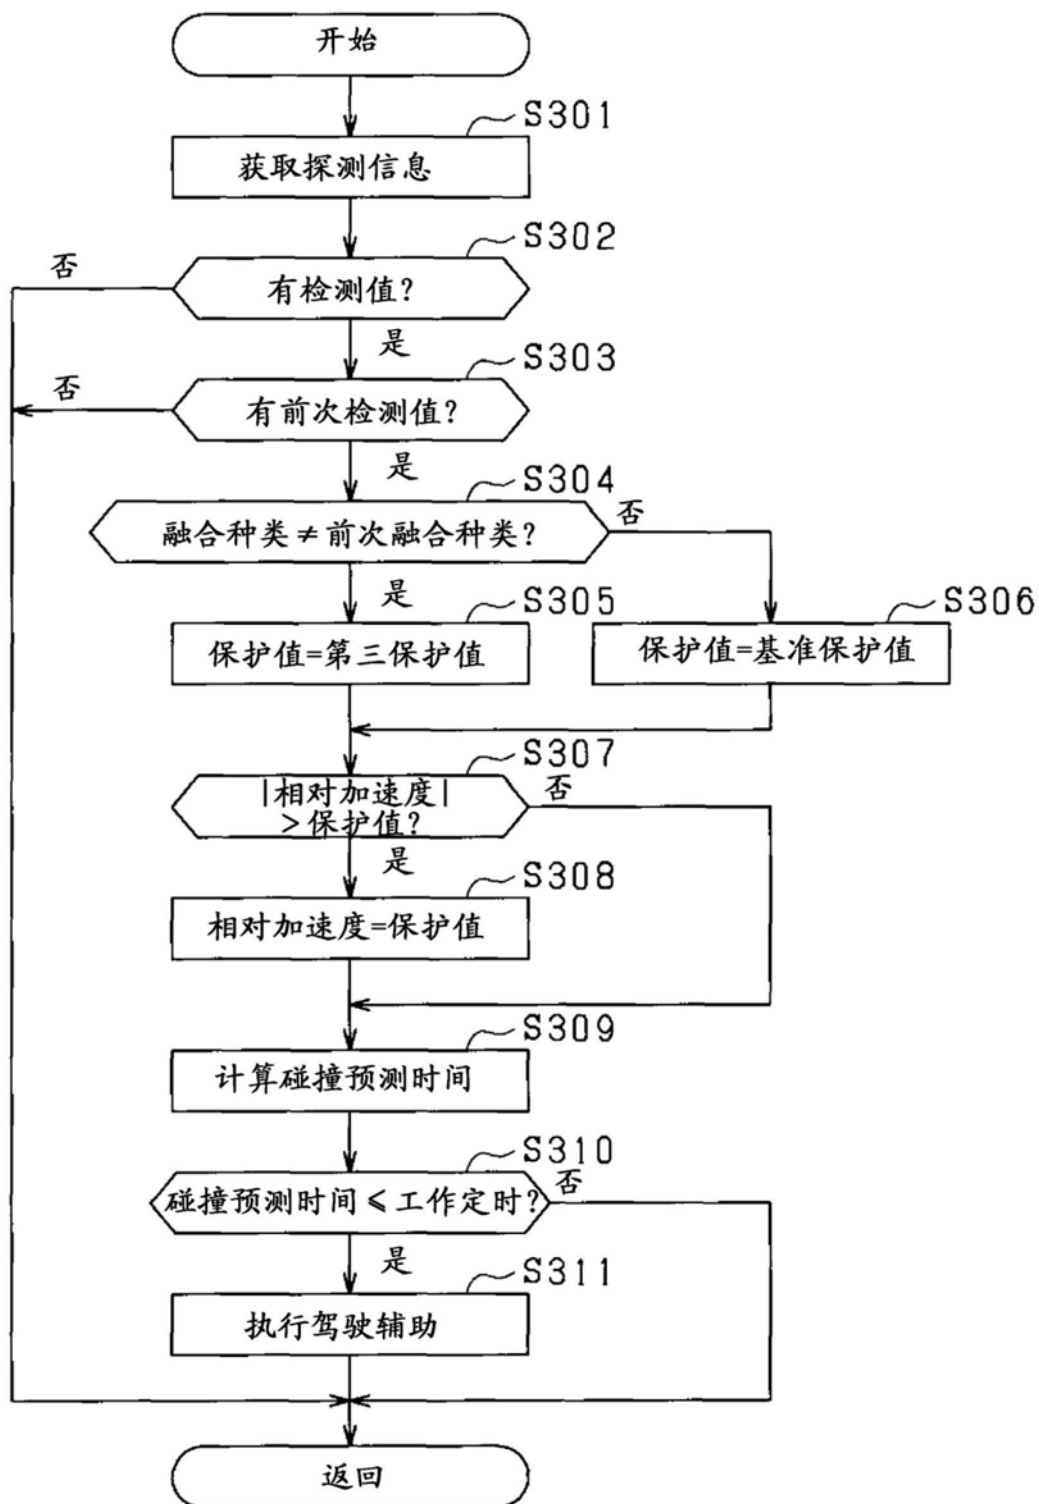 开始
S301
获取探测信息
S302
否
有检测值?
是
S303
否
有前次检测值?
是
S304
否
融合种类≠前次融合种类?
是
S305
S306
保护值=第三保护值
保护值=基准保护值
S307
否
|相对加速度|
>保护值?
是
S308
相对加速度=保护值
S309
计算碰撞预测时间
S310
否
碰撞预测时间≤工作定时?
是
S311
执行驾驶辅助
返回